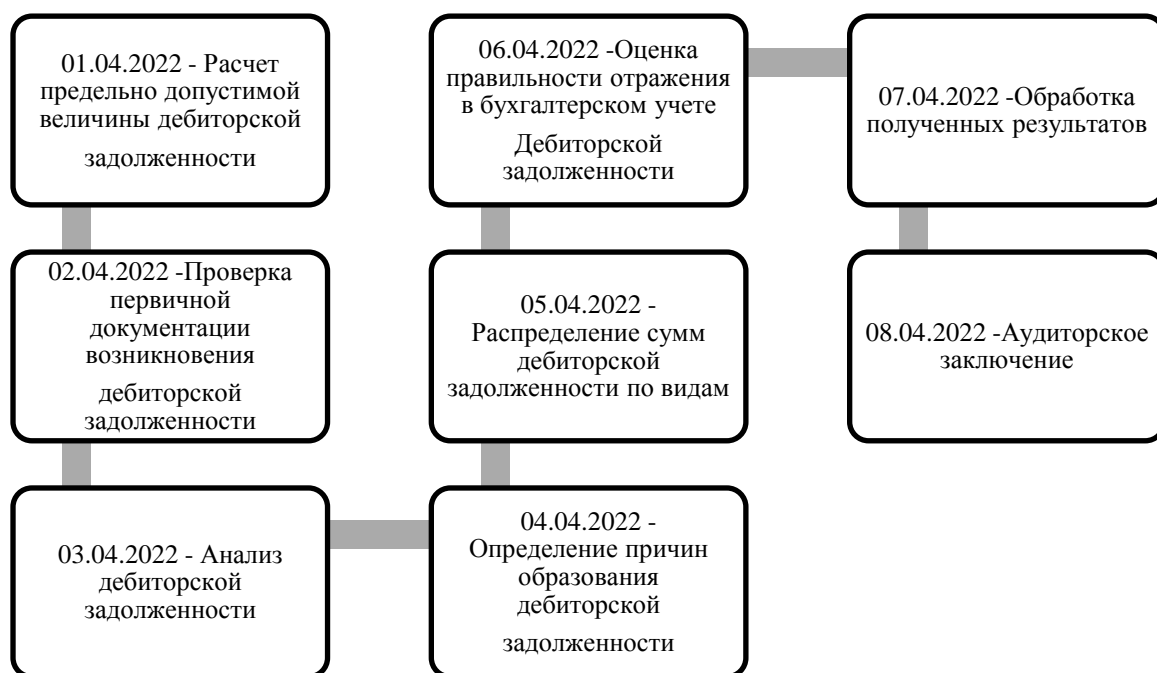 01.04.2022 - Расчет
предельно допустимой
величины дебиторской
задолженности
02.04.2022 -Проверка
первичной
документации
возникновения
дебиторской
задолженности
03.04.2022 - Анализ
дебиторской
задолженности
04.04.2022 -
Определение причин
образования
дебиторской
задолженности
05.04.2022 -
Распределение сумм
дебиторской
задолженности по видам
06.04.2022 -Оценка
правильности отражения
в бухгалтерском учете
Дебиторской
задолженности
07.04.2022 -Обработка
полученных результатов
08.04.2022 -Аудиторское
заключение